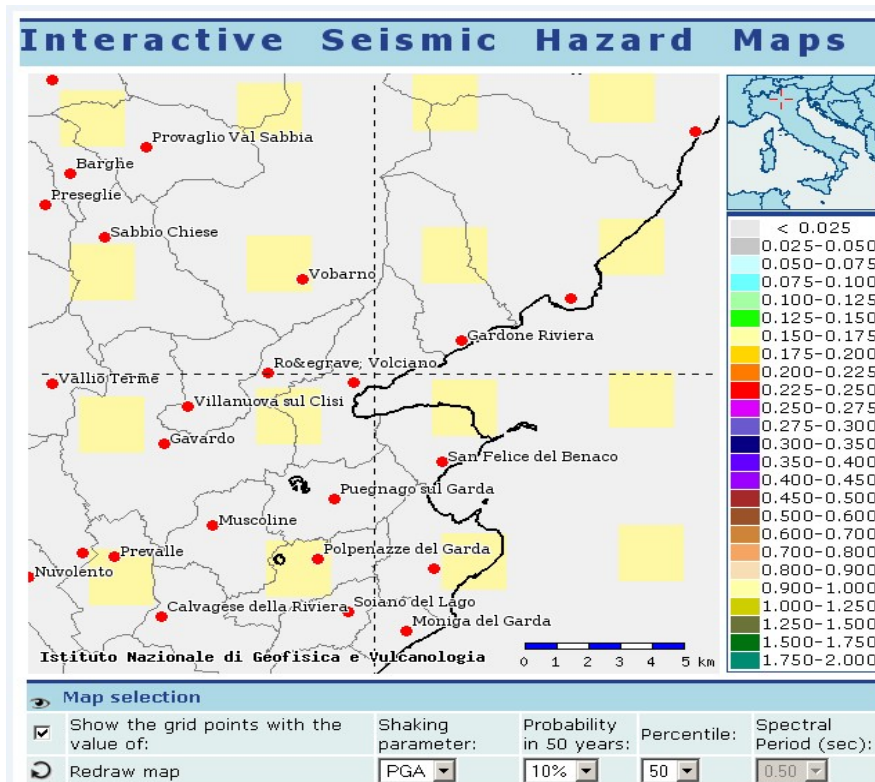 Interactive Seismic Hazard Maps
Provaglio Val Sabbia
Barghe
Preseglie
Sabbio Chiese
Vobarno
Gardone Riviera
Ro&egrave; Volciano
Vallio Terme
Villanuova sul Clisi
Gavardo
San Felice del Benaco
Puegnago sul Garda
Muscoline
Prevalle
Polpenazze del Garda
Nuvolento
Calvagese della Riviera
Soiano del Lago
Moniga del Garda
Istituto Nazionale di Geofisica e Vulcanologia
0 1 2 3 4 5 km
< 0.025
0.025-0.050
0.050-0.075
0.075-0.100
0.100-0.125
0.125-0.150
0.150-0.175
0.175-0.200
0.200-0.225
0.225-0.250
0.250-0.275
0.275-0.300
0.300-0.350
0.350-0.400
0.400-0.450
0.450-0.500
0.500-0.600
0.600-0.700
0.700-0.800
0.800-0.900
0.900-1.000
1.000-1.250
1.250-1.500
1.500-1.750
1.750-2.000
Map selection
Show the grid points with the value of:
Shaking parameter:
Probability in 50 years:
Percentile:
Spectral Period (sec):
Redraw map
PGA
10%
50
0.50